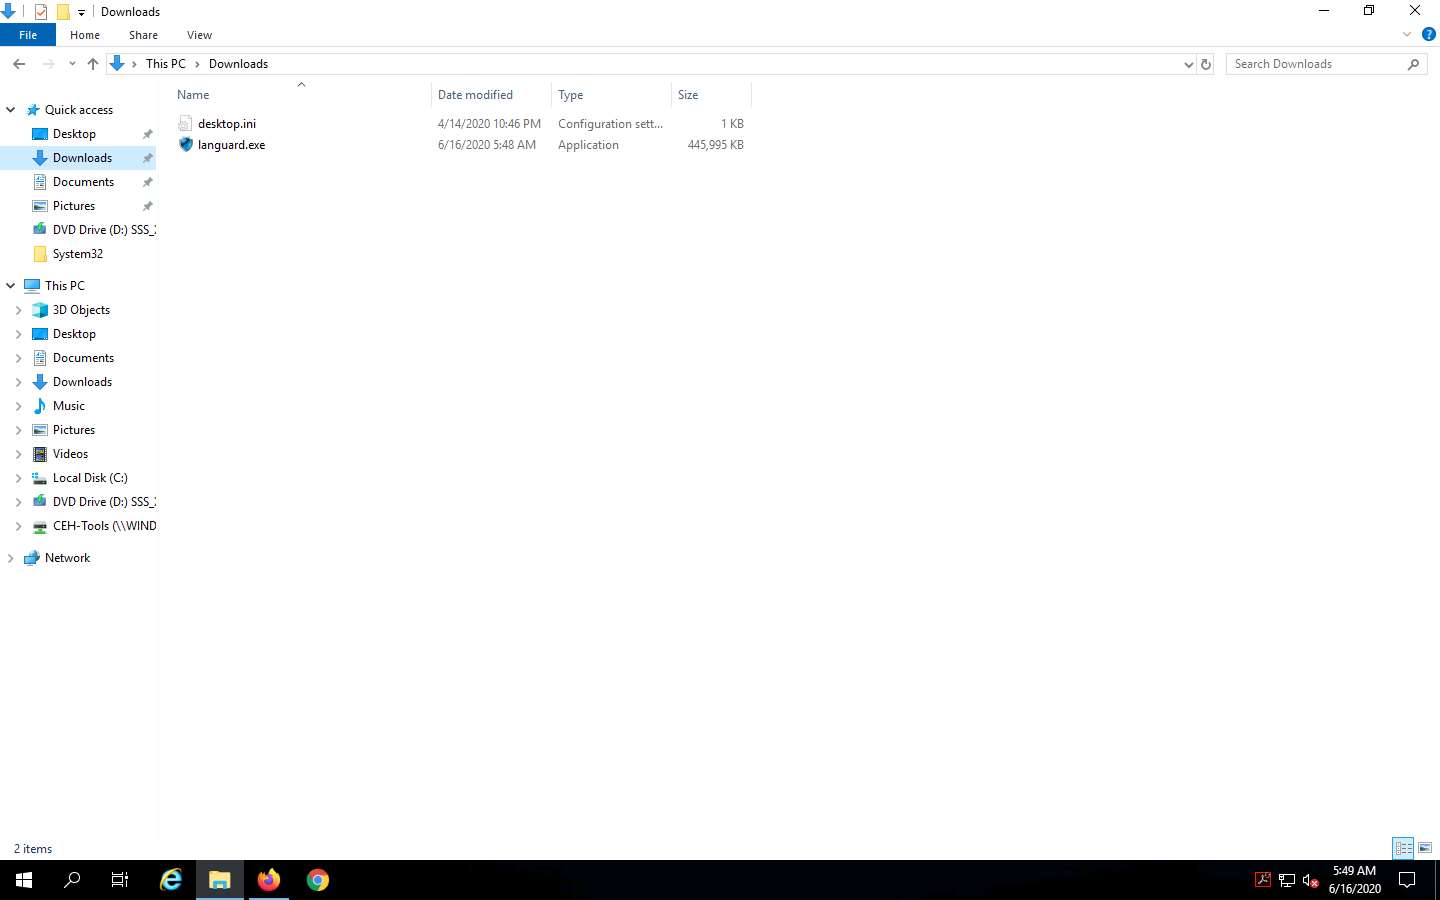 Downloads
File Home Share View
This PC Downloads
Search Downloads
Name Date modified Type Size
desktop.ini 4/14/2020 10:46 PM Configuration sett... 1 KB
languard.exe 6/16/2020 5:48 AM Application 445,995 KB
Quick access
Desktop
Downloads
Documents
Pictures
DVD Drive (D:) SSS_
System32
This PC
3D Objects
Desktop
Documents
Downloads
Music
Pictures
Videos
Local Disk (C:)
DVD Drive (D:) SSS_
CEH-Tools (\\WIND
Network
2 items
5:49 AM
6/16/2020